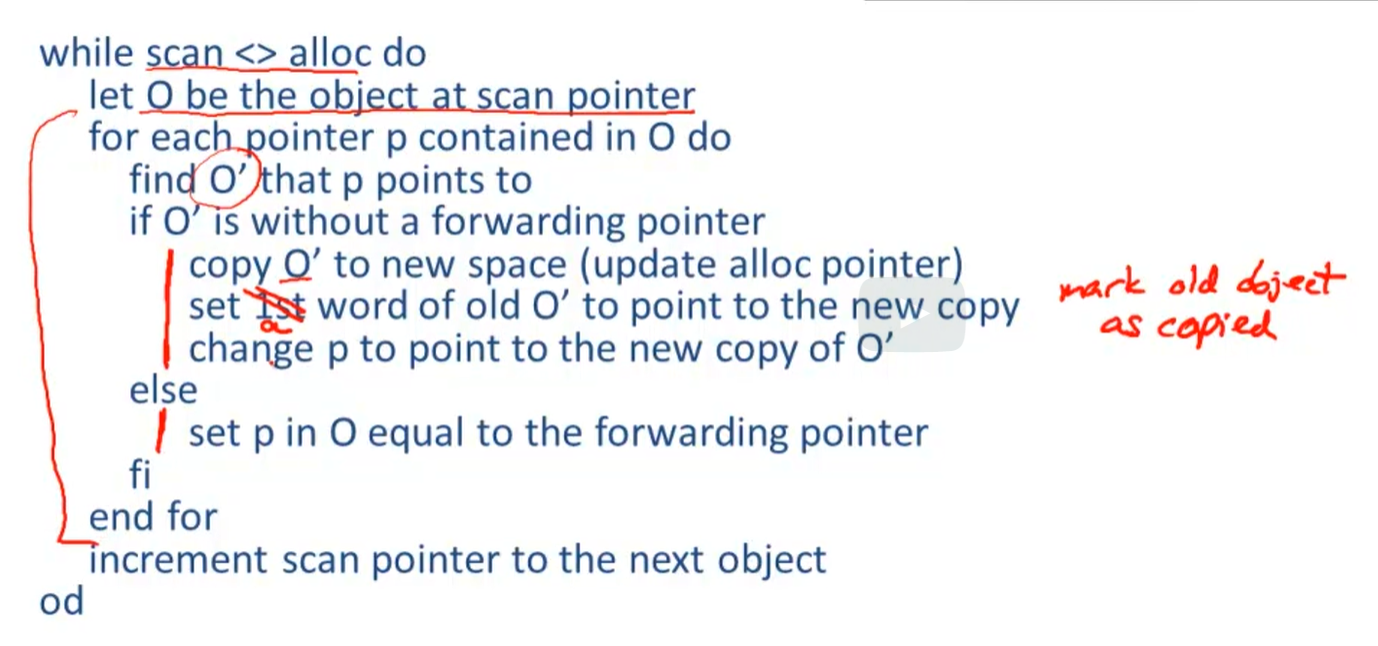 while scan <> alloc do
let O be the object at scan pointer
for each pointer p contained in O do
find O’ that p points to
if O’ is without a forwarding pointer
copy O’ to new space (update alloc pointer)
set 1st a word of old O’ to point to the new copy
mark old object
as copied
change p to point to the new copy of O’
else
set p in O equal to the forwarding pointer
fi
end for
increment scan pointer to the next object
od